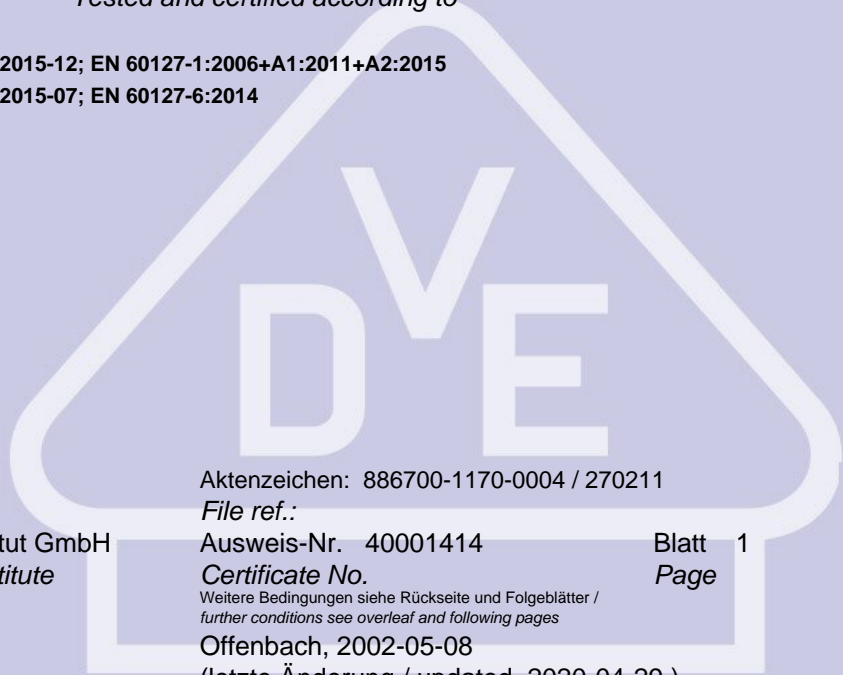 Tested and certified according to
2015-12; EN 60127-1:2006+A1:2011+A2:2015
2015-07; EN 60127-6:2014
VDE
Aktenzeichen: 886700-1170-0004 / 270211
File ref.:
tut GmbH Ausweis-Nr. 40001414 Blatt 1
titute Certificate No. Page
Weitere Bedingungen siehe Rückseite und Folgeblätter /
further conditions see overleaf and following pages
Offenbach, 2002-05-08
(letzte Änderung / updated 2020-04-29 )